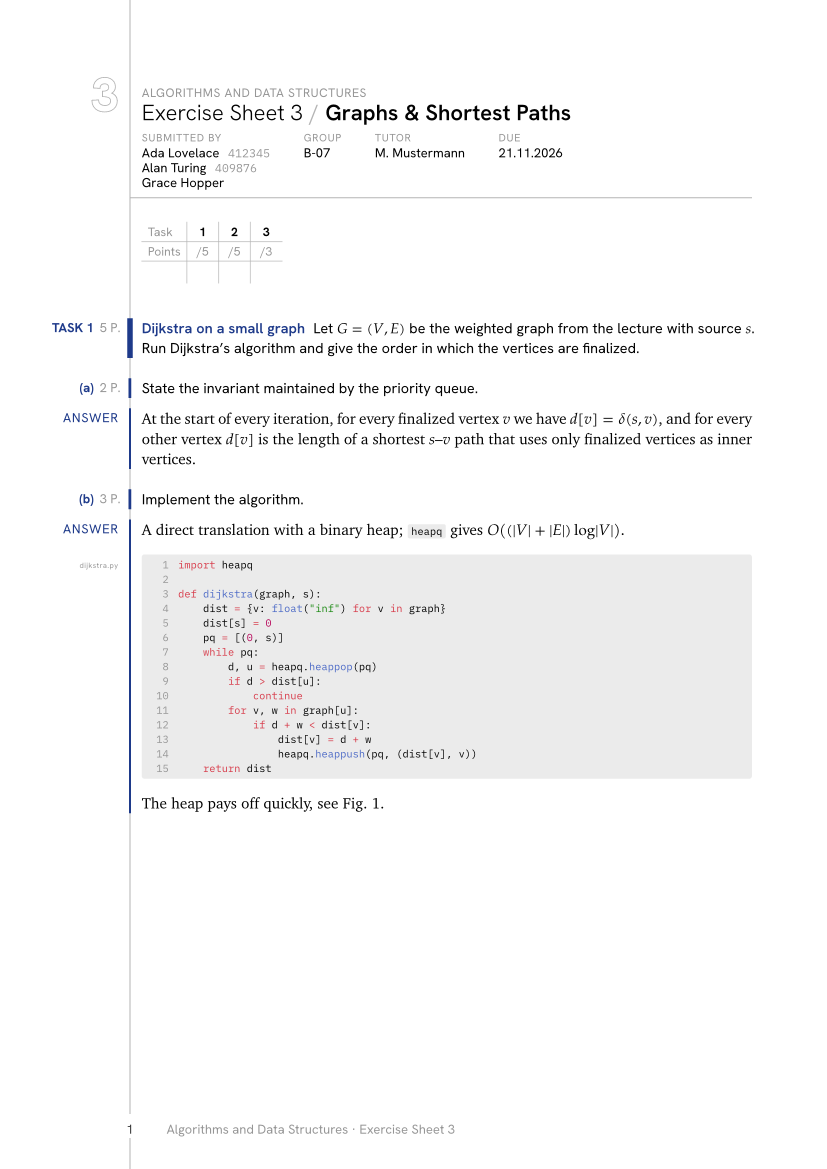 3
ALGORITHMS AND DATA STRUCTURES
Exercise Sheet 3 / Graphs & Shortest Paths
SUBMITTED BY GROUP TUTOR DUE
Ada Lovelace 412345 B-07 M. Mustermann 21.11.2026
Alan Turing 409876
Grace Hopper
Task 1 2 3
Points /5 /5 /3
TASK 1 5 P. Dijkstra on a small graph Let G = (V, E) be the weighted graph from the lecture with source s.
Run Dijkstra’s algorithm and give the order in which the vertices are finalized.
(a) 2 P. State the invariant maintained by the priority queue.
ANSWER At the start of every iteration, for every finalized vertex v we have d[v] = δ(s, v), and for every
other vertex d[v] is the length of a shortest s–v path that uses only finalized vertices as inner
vertices.
(b) 3 P. Implement the algorithm.
ANSWER A direct translation with a binary heap; heapq gives O((|V| + |E|) log|V|).
dijkstra.py
1 import heapq
2
3 def dijkstra(graph, s):
4     dist = {v: float("inf") for v in graph}
5     dist[s] = 0
6     pq = [(0, s)]
7     while pq:
8         d, u = heapq.heappop(pq)
9         if d > dist[u]:
10             continue
11         for v, w in graph[u]:
12             if d + w < dist[v]:
13                 dist[v] = d + w
14                 heapq.heappush(pq, (dist[v], v))
15     return dist
The heap pays off quickly, see Fig. 1.
1 Algorithms and Data Structures · Exercise Sheet 3